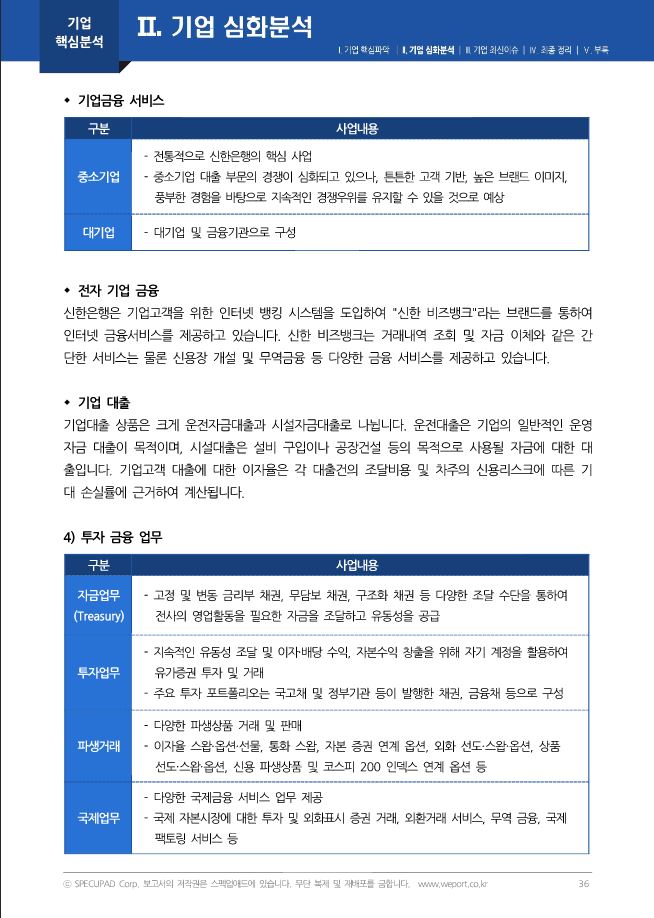 기업
핵심분석
Ⅱ. 기업 심화분석
Ⅰ. 기업 핵심파악 | Ⅱ. 기업 심화분석 | Ⅲ. 기업 최신이슈 | Ⅳ. 최종 정리 | Ⅴ. 부록
◆ 기업금융 서비스
구분 사업내용
중소기업
- 전통적으로 신한은행의 핵심 사업
- 중소기업 대출 부문의 경쟁이 심화되고 있으나, 튼튼한 고객 기반, 높은 브랜드 이미지,
풍부한 경험을 바탕으로 지속적인 경쟁우위를 유지할 수 있을 것으로 예상
대기업
- 대기업 및 금융기관으로 구성
◆ 전자 기업 금융
신한은행은 기업고객을 위한 인터넷 뱅킹 시스템을 도입하여 "신한 비즈뱅크"라는 브랜드를 통하여
인터넷 금융서비스를 제공하고 있습니다. 신한 비즈뱅크는 거래내역 조회 및 자금 이체와 같은 간
단한 서비스는 물론 신용장 개설 및 무역금융 등 다양한 금융 서비스를 제공하고 있습니다.
◆ 기업 대출
기업대출 상품은 크게 운전자금대출과 시설자금대출로 나뉩니다. 운전대출은 기업의 일반적인 운영
자금 대출이 목적이며, 시설대출은 설비 구입이나 공장건설 등의 목적으로 사용될 자금에 대한 대
출입니다. 기업고객 대출에 대한 이자율은 각 대출건의 조달비용 및 차주의 신용리스크에 따른 기
대 손실률에 근거하여 계산됩니다.
4) 투자 금융 업무
구분 사업내용
자금업무
(Treasury)
- 고정 및 변동 금리부 채권, 무담보 채권, 구조화 채권 등 다양한 조달 수단을 통하여
전사의 영업활동을 필요한 자금을 조달하고 유동성을 공급
투자업무
- 지속적인 유동성 조달 및 이자·배당 수익, 자본수익 창출을 위해 자기 계정을 활용하여
유가증권 투자 및 거래
- 주요 투자 포트폴리오는 국고채 및 정부기관 등이 발행한 채권, 금융채 등으로 구성
파생거래
- 다양한 파생상품 거래 및 판매
- 이자율 스왑·옵션·선물, 통화 스왑, 자본 증권 연계 옵션, 외화 선도·스왑·옵션, 상품
선도·스왑·옵션, 신용 파생상품 및 코스피 200 인덱스 연계 옵션 등
국제업무
- 다양한 국제금융 서비스 업무 제공
- 국제 자본시장에 대한 투자 및 외화표시 증권 거래, 외환거래 서비스, 무역 금융, 국제
팩토링 서비스 등
ⓒ SPECUPAD Corp. 보고서의 저작권은 스펙업애드에 있습니다. 무단 복제 및 재배포를 금합니다. www.weport.co.kr 36